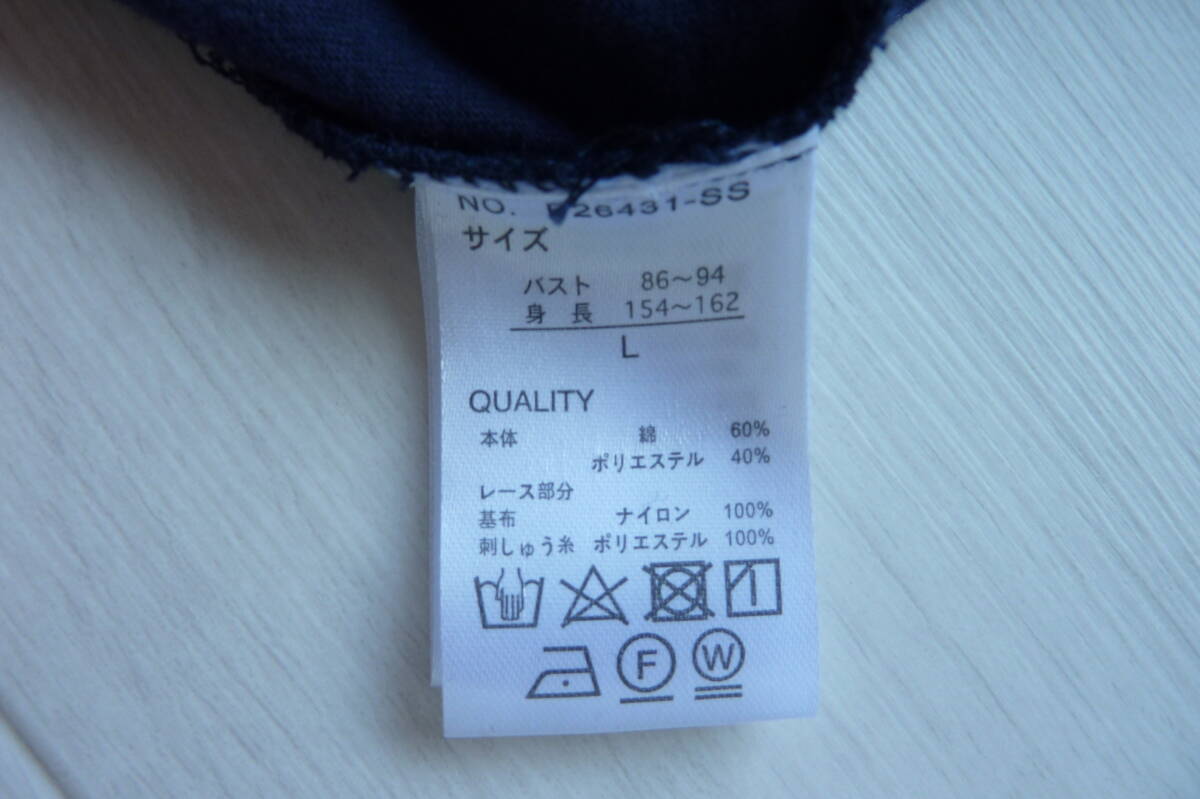 NO. 26431-SS
サイズ
バスト 86～94
身長 154～162
L
QUALITY
本体 綿 60%
ポリエステル 40%
レース部分
基布 ナイロン 100%
刺しゅう糸 ポリエステル 100%
F W